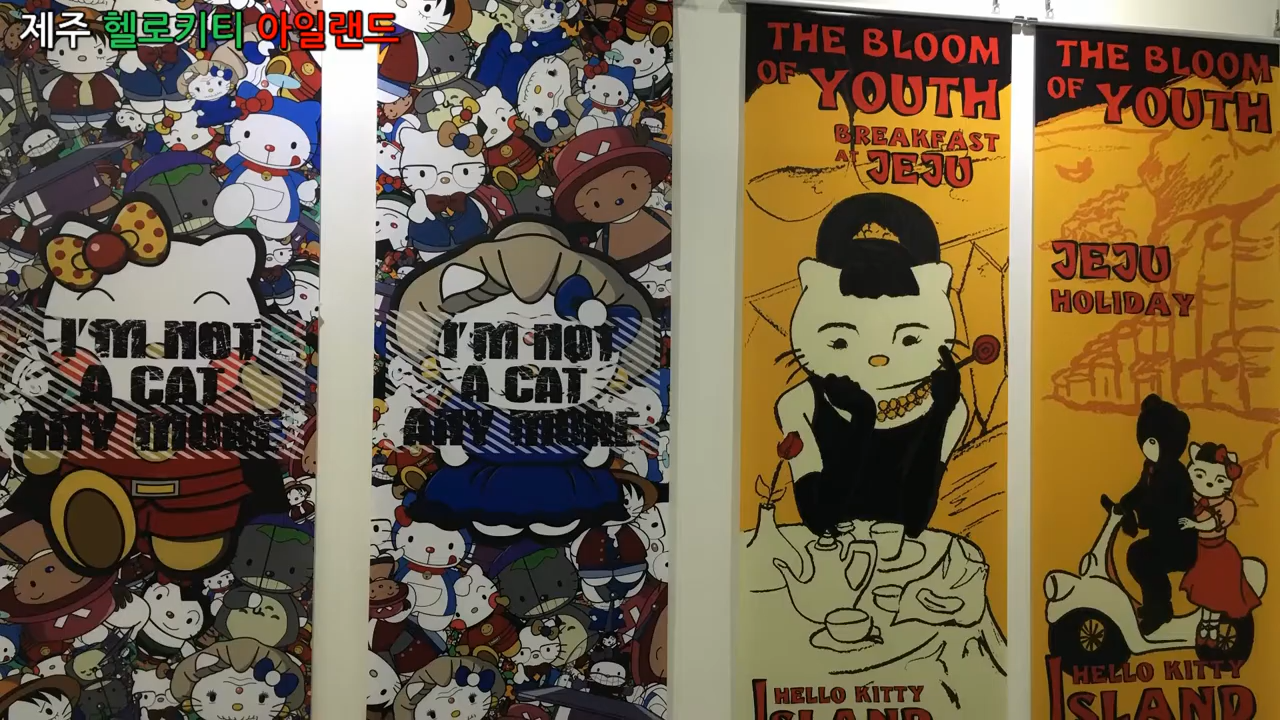 제주 헬로키티 아일랜드
I'M NOT
A CAT
ANY MORE
I'M NOT
A CAT
ANY MORE
THE BLOOM
OF YOUTH
BREAKFAST
AT JEJU
HELLO KITTY
ISLAND
THE BLOOM
OF YOUTH
JEJU
HOLIDAY
HELLO KITTY
ISLAND